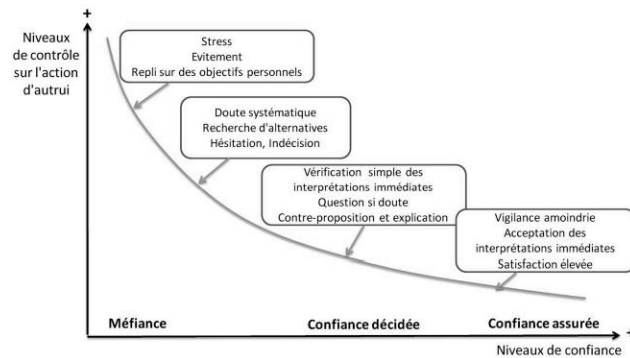 +
Niveaux
de contrôle
sur l'action
d'autrui
Stress
Evitement
Repli sur des objectifs personnels
Doute systématique
Recherche d'alternatives
Hésitation, Indécision
Vérification simple des
interprétations immédiates
Question si doute
Contre-proposition et explication
Vigilance amoindrie
Acceptation des
interprétations immédiates
Satisfaction élevée
Méfiance
Confiance décidée
Confiance assurée
+
Niveaux de confiance